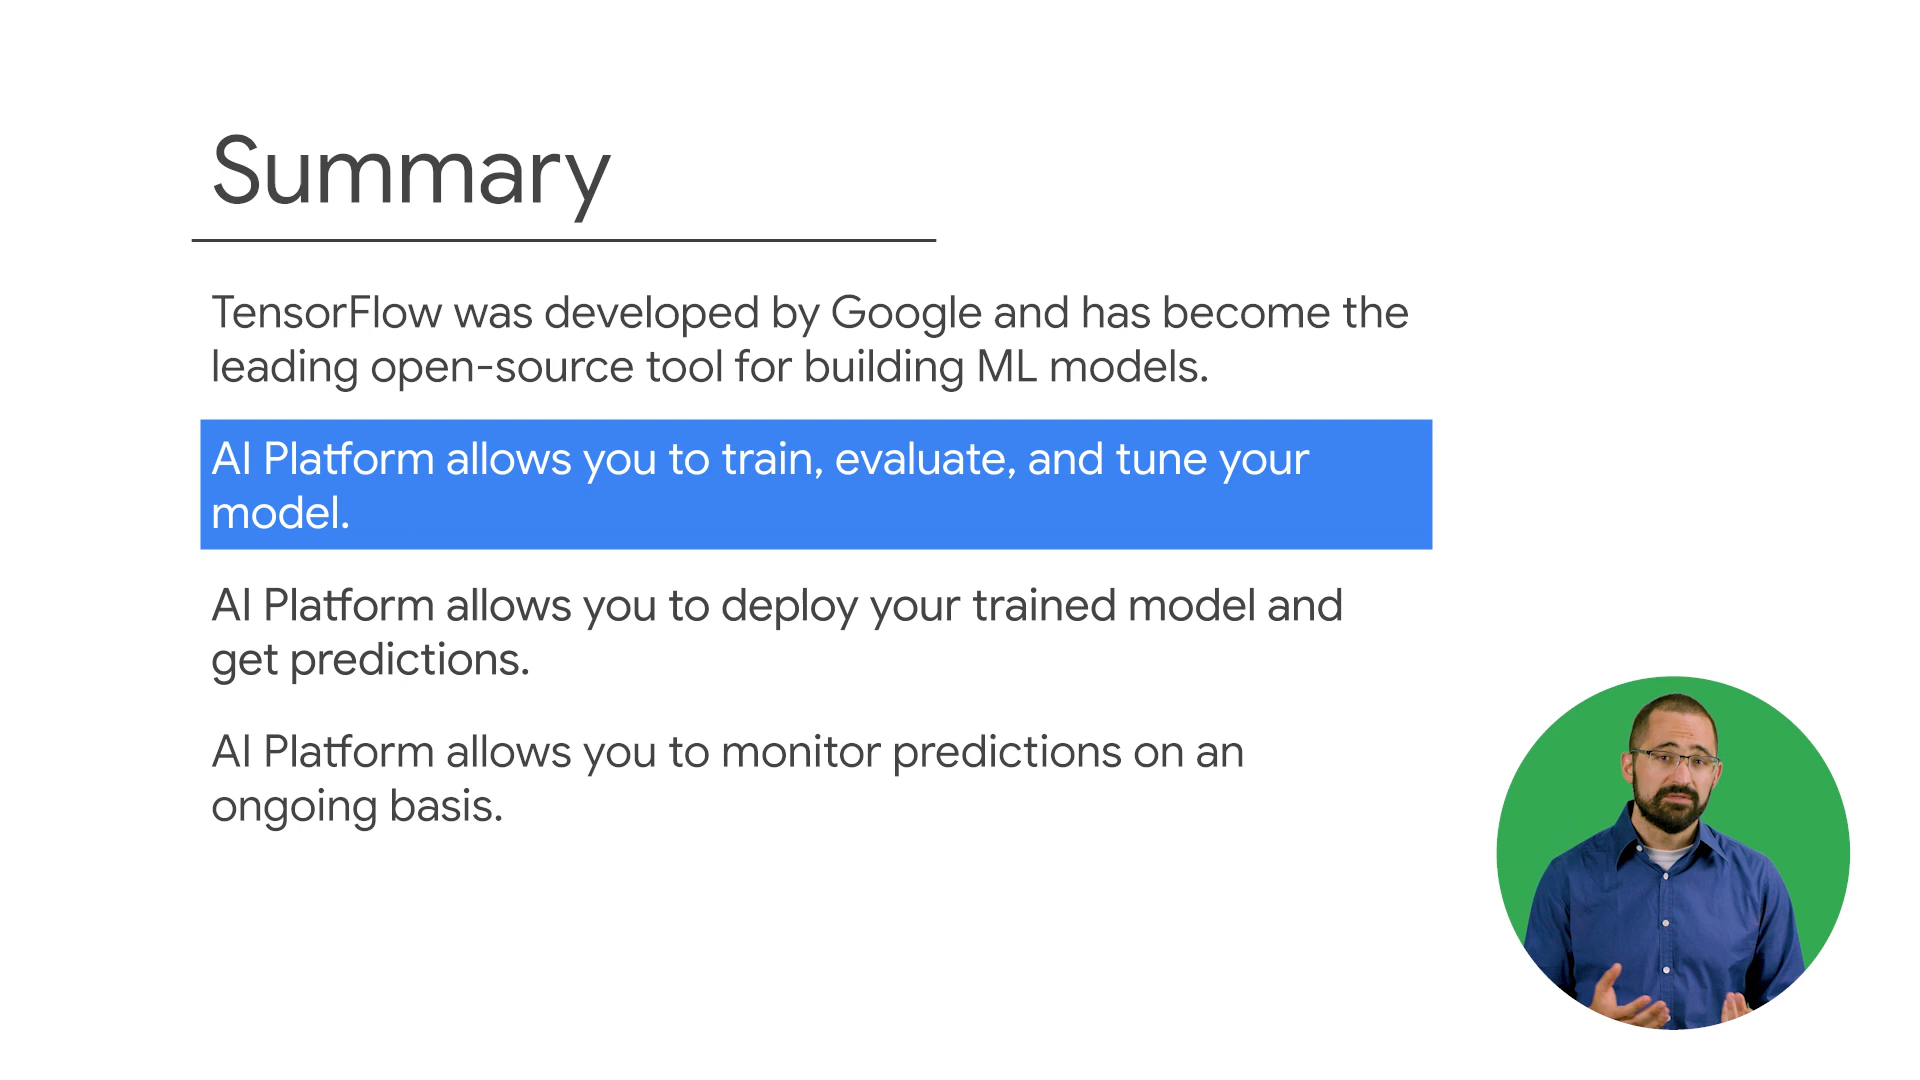 Summary
TensorFlow was developed by Google and has become the
leading open-source tool for building ML models.
AI Platform allows you to train, evaluate, and tune your
model.
AI Platform allows you to deploy your trained model and
get predictions.
AI Platform allows you to monitor predictions on an
ongoing basis.